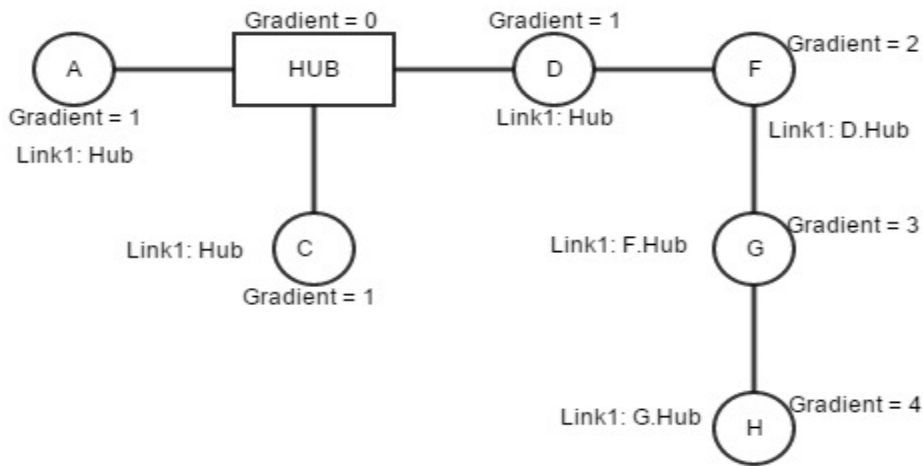 Gradient = 0
Gradient = 1
A
HUB
D
F
Gradient = 2
Gradient = 1
Link1: Hub
Link1: Hub
Link1: D.Hub
Link1: Hub
C
Gradient = 1
Link1: F.Hub
G
Gradient = 3
Link1: G.Hub
H
Gradient = 4